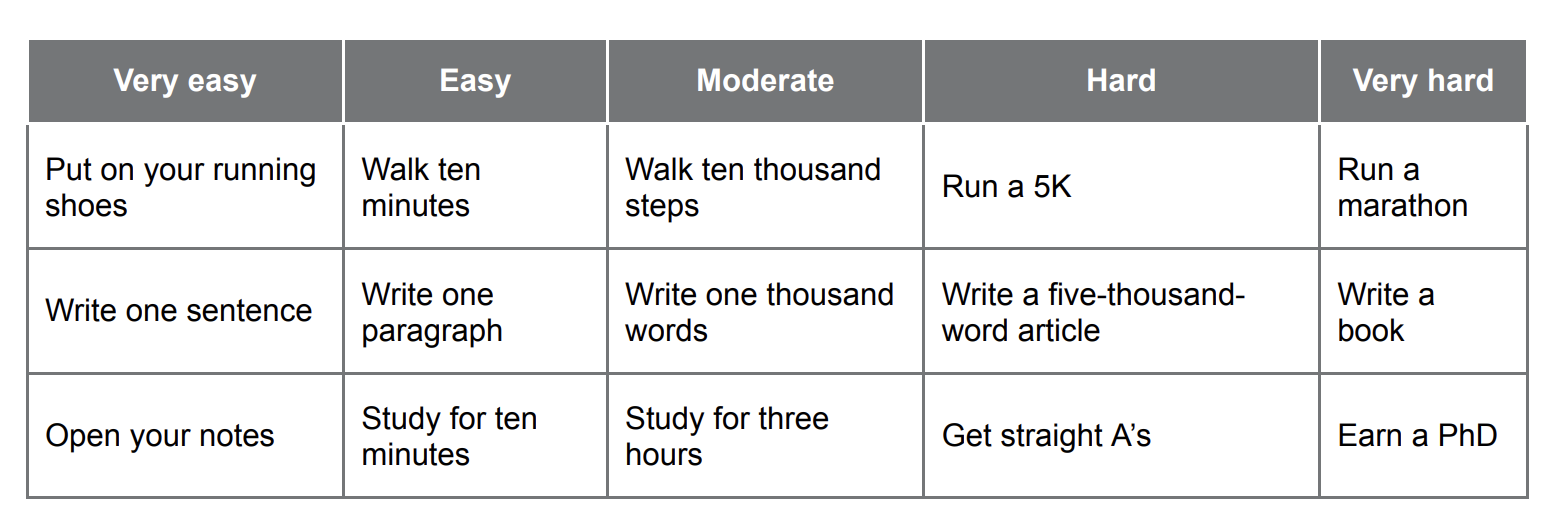 Very easy Easy Moderate Hard Very hard
Put on your running shoes
Walk ten minutes
Walk ten thousand steps
Run a 5K
Run a marathon
Write one sentence
Write one paragraph
Write one thousand words
Write a five-thousand-word article
Write a book
Open your notes
Study for ten minutes
Study for three hours
Get straight A’s
Earn a PhD